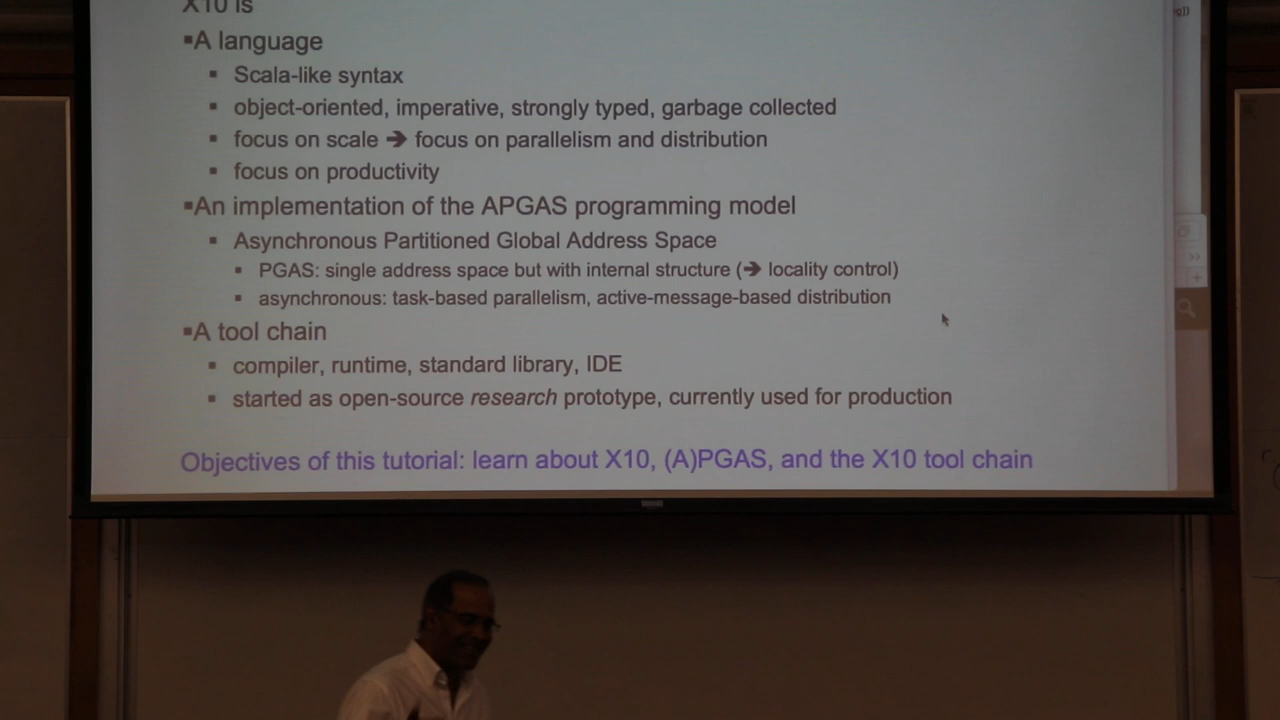 X10 is
▪A language
▪ Scala-like syntax
▪ object-oriented, imperative, strongly typed, garbage collected
▪ focus on scale ➔ focus on parallelism and distribution
▪ focus on productivity
▪An implementation of the APGAS programming model
▪ Asynchronous Partitioned Global Address Space
▪ PGAS: single address space but with internal structure (➔ locality control)
▪ asynchronous: task-based parallelism, active-message-based distribution
▪A tool chain
▪ compiler, runtime, standard library, IDE
▪ started as open-source research prototype, currently used for production
Objectives of this tutorial: learn about X10, (A)PGAS, and the X10 tool chain